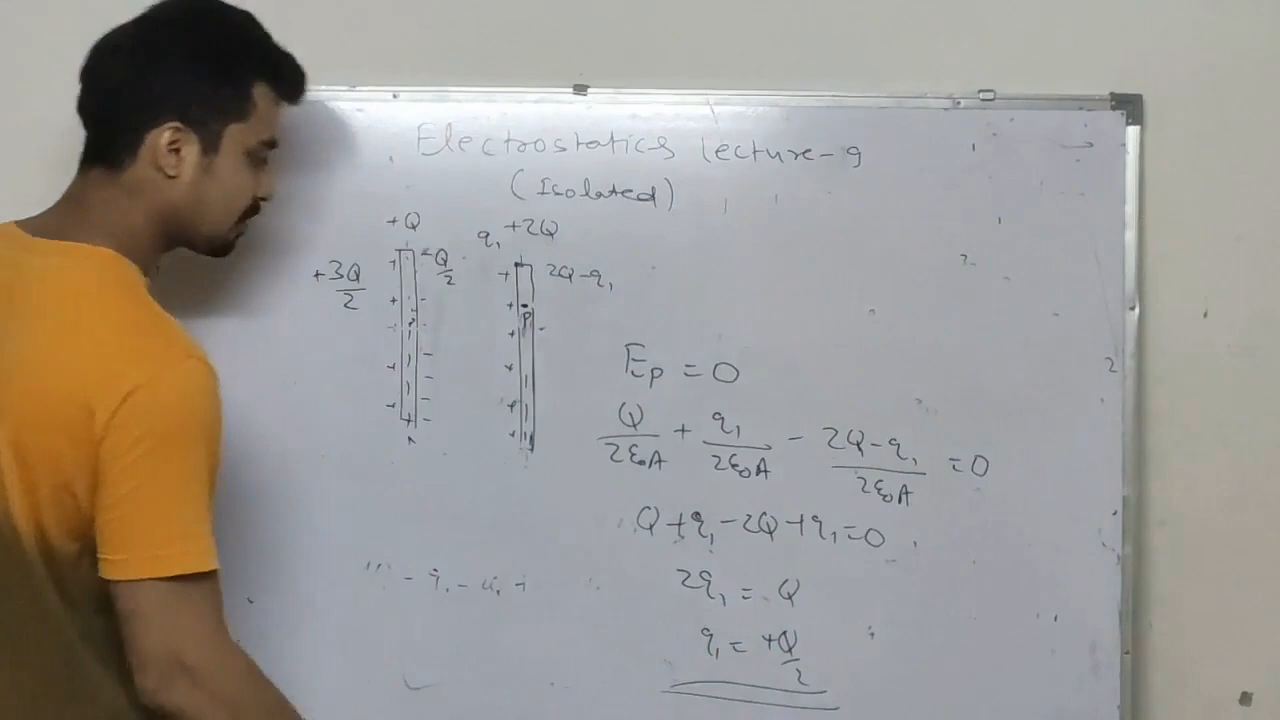 Electrostatics lecture-9
(Isolated)
+Q
q₁ +2Q
+3Q/2
-Q/2
2Q-q₁
P
Eₚ = 0
Q/2ε₀A + q₁/2ε₀A - 2Q-q₁/2ε₀A = 0
Q+q₁-2Q+q₁=0
2q₁ = Q
q₁ = +Q/2